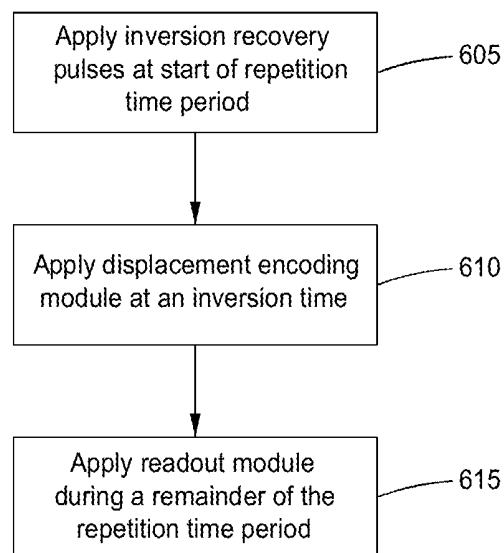 Apply inversion recovery
pulses at start of repetition
time period
605
Apply displacement encoding
module at an inversion time
610
Apply readout module
during a remainder of the
repetition time period
615